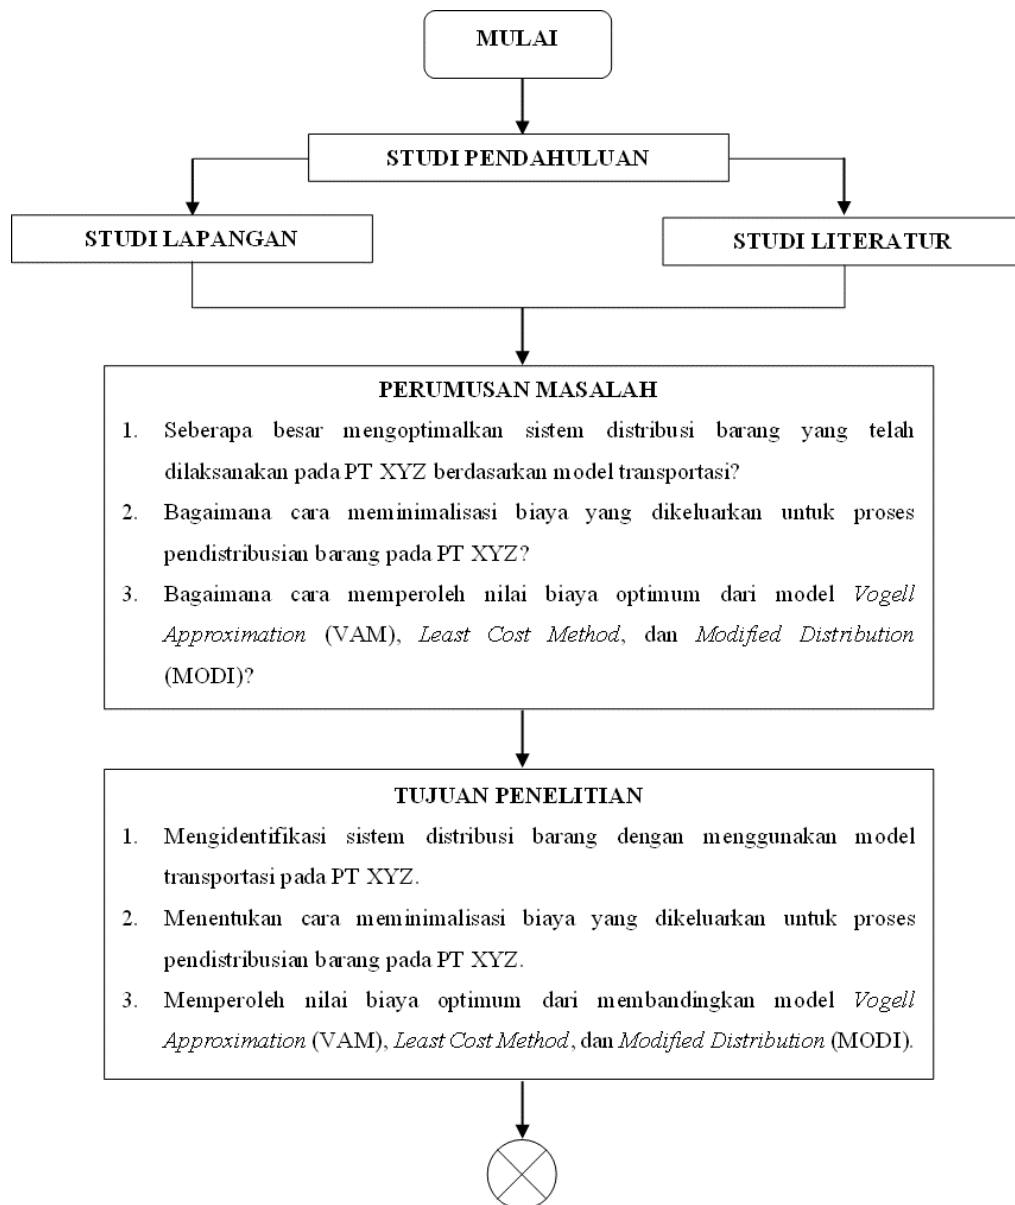 MULAI
STUDI PENDAHULUAN
STUDI LAPANGAN
STUDI LITERATUR
PERUMUSAN MASALAH
1. Seberapa besar mengoptimalkan sistem distribusi barang yang telah
dilaksanakan pada PT XYZ berdasarkan model transportasi?
2. Bagaimana cara meminimalisasi biaya yang dikeluarkan untuk proses
pendistribusian barang pada PT XYZ?
3. Bagaimana cara memperoleh nilai biaya optimum dari model Vogell
Approximation (VAM), Least Cost Method, dan Modified Distribution
(MODI)?
TUJUAN PENELITIAN
1. Mengidentifikasi sistem distribusi barang dengan menggunakan model
transportasi pada PT XYZ.
2. Menentukan cara meminimalisasi biaya yang dikeluarkan untuk proses
pendistribusian barang pada PT XYZ.
3. Memperoleh nilai biaya optimum dari membandingkan model Vogell
Approximation (VAM), Least Cost Method, dan Modified Distribution (MODI).